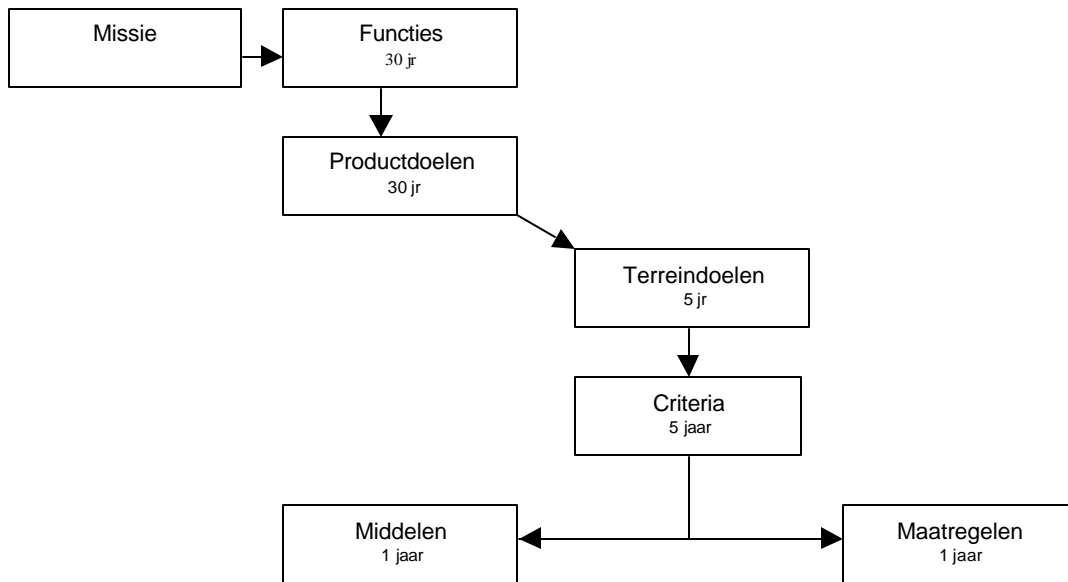 Missie
Functies
30 jr
Productdoelen
30 jr
Terreindoelen
5 jr
Criteria
5 jaar
Middelen
1 jaar
Maatregelen
1 jaar